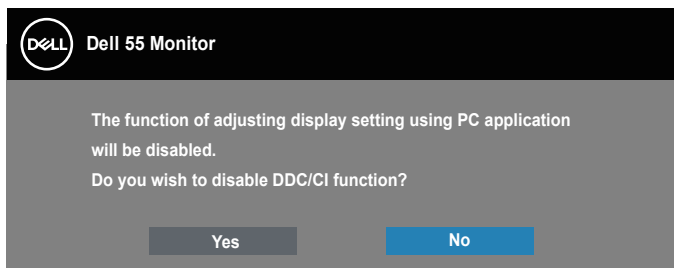 DELL
Dell 55 Monitor
The function of adjusting display setting using PC application
will be disabled.
Do you wish to disable DDC/CI function?
Yes
No